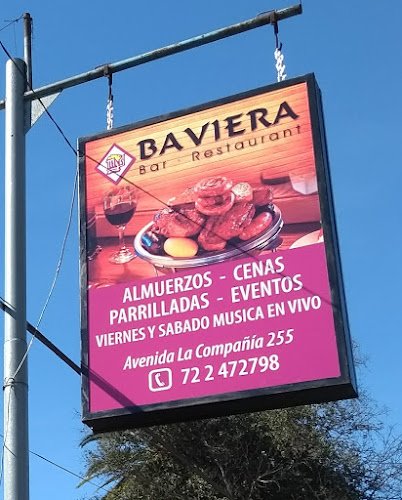 BAVIERA
Bar - Restaurant
ALMUERZOS - CENAS
PARRILLADAS - EVENTOS
VIERNES Y SABADO MUSICA EN VIVO
Avenida La Compañía 255
72 2 472798